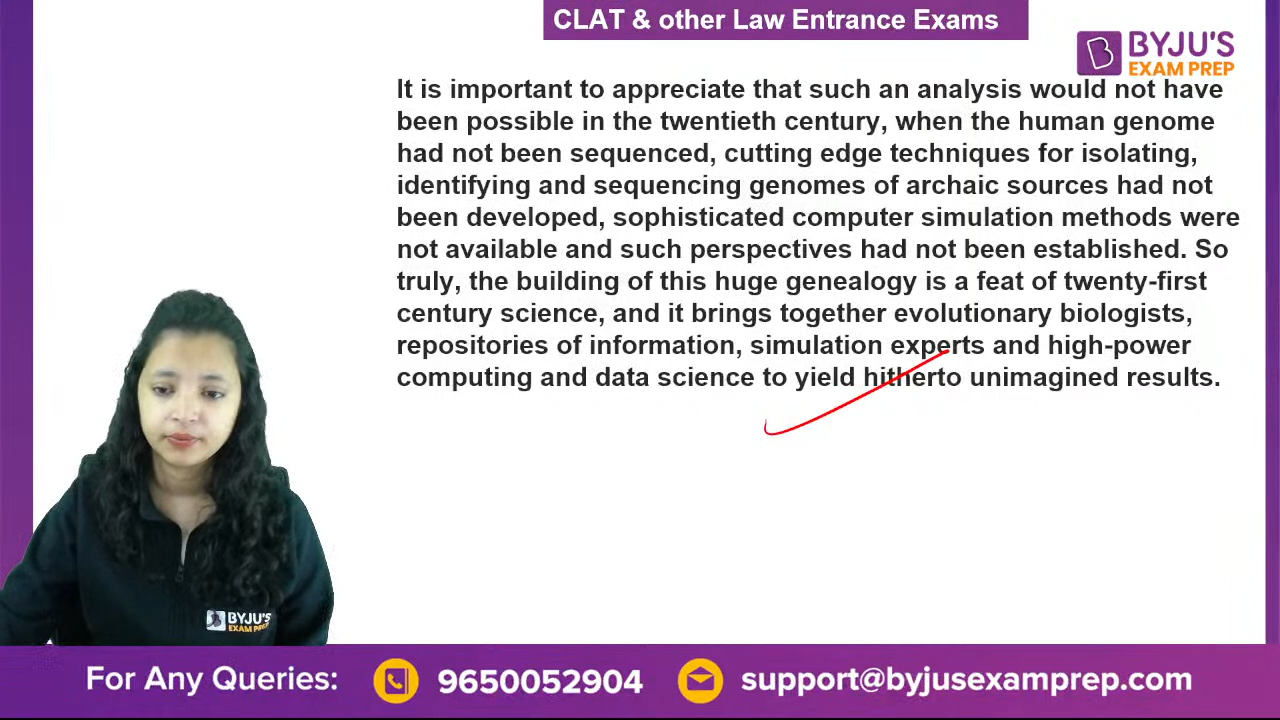 CLAT & other Law Entrance Exams
BYJU'S
EXAM PREP
It is important to appreciate that such an analysis would not have
been possible in the twentieth century, when the human genome
had not been sequenced, cutting edge techniques for isolating,
identifying and sequencing genomes of archaic sources had not
been developed, sophisticated computer simulation methods were
not available and such perspectives had not been established. So
truly, the building of this huge genealogy is a feat of twenty-first
century science, and it brings together evolutionary biologists,
repositories of information, simulation experts and high-power
computing and data science to yield hitherto unimagined results.
BYJU'S
EXAM PREP
For Any Queries:
9650052904
support@byjusexamprep.com